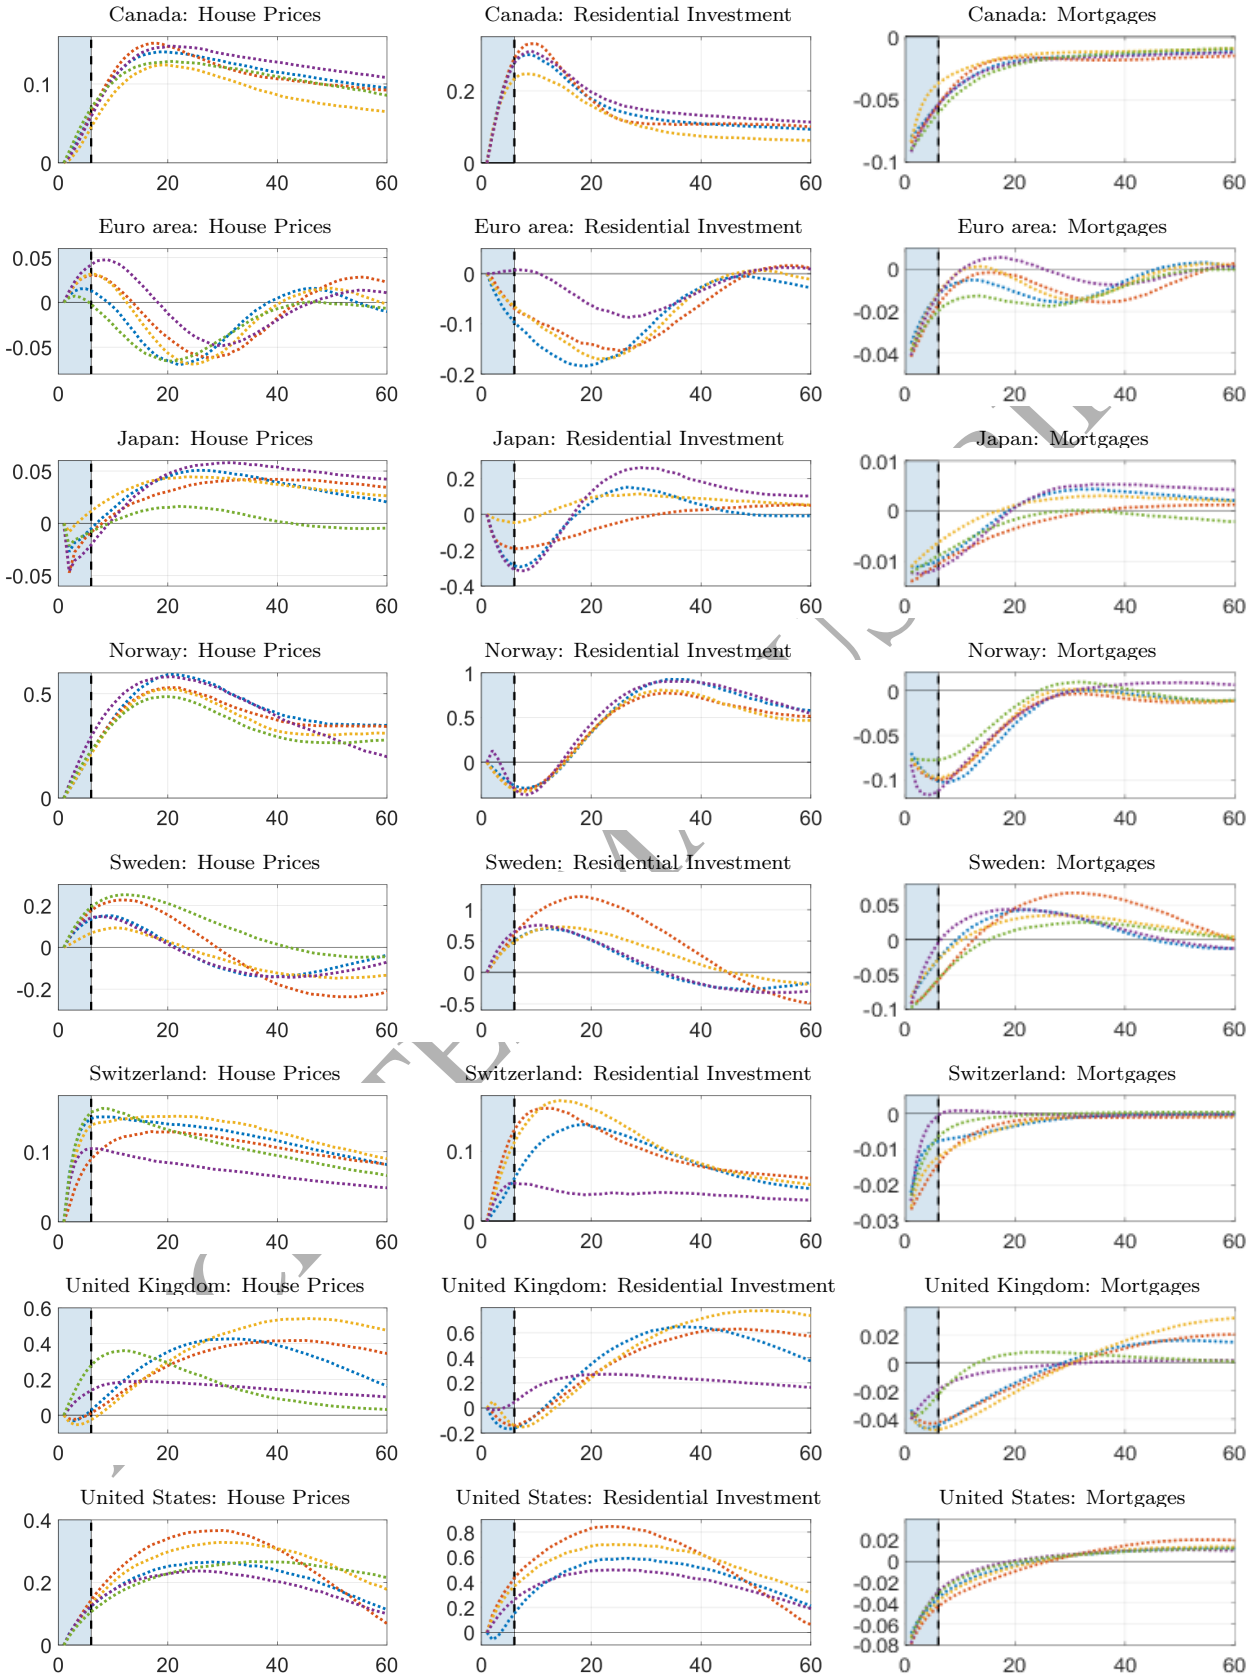 Canada: House Prices Canada: Residential Investment Canada: Mortgages
0.1 0.2 0 -0.05
0 0 -0.1
0 20 40 60 0 20 40 60 0 20 40 60
Euro area: House Prices Euro area: Residential Investment Euro area: Mortgages
0.05 0 0
0 -0.1 -0.02
-0.05 -0.2 -0.04
0 20 40 60 0 20 40 60 0 20 40 60
Japan: House Prices Japan: Residential Investment Japan: Mortgages
0.05 0.2 0.01
0 0 0
-0.05 -0.2 -0.4 -0.01
0 20 40 60 0 20 40 60 0 20 40 60
Norway: House Prices Norway: Residential Investment Norway: Mortgages
0.5 1 0.5 0 -0.05
0 0 -0.1
0 20 40 60 0 20 40 60 0 20 40 60
Sweden: House Prices Sweden: Residential Investment Sweden: Mortgages
0.2 1 0.5 0.05
0 0 0 -0.05
-0.2 -0.5 -0.1
0 20 40 60 0 20 40 60 0 20 40 60
Switzerland: House Prices Switzerland: Residential Investment Switzerland: Mortgages
0.1 0.1 0 -0.01 -0.02
0 0 -0.03
0 20 40 60 0 20 40 60 0 20 40 60
United Kingdom: House Prices United Kingdom: Residential Investment United Kingdom: Mortgages
0.6 0.4 0.2 0.6 0.4 0.2 0.02 0 -0.02
0 0 -0.2 -0.04
0 20 40 60 0 20 40 60 0 20 40 60
United States: House Prices United States: Residential Investment United States: Mortgages
0.4 0.2 0.8 0.6 0.4 0.2 0.02 0 -0.02 -0.04 -0.06
0 0 -0.08
0 20 40 60 0 20 40 60 0 20 40 60